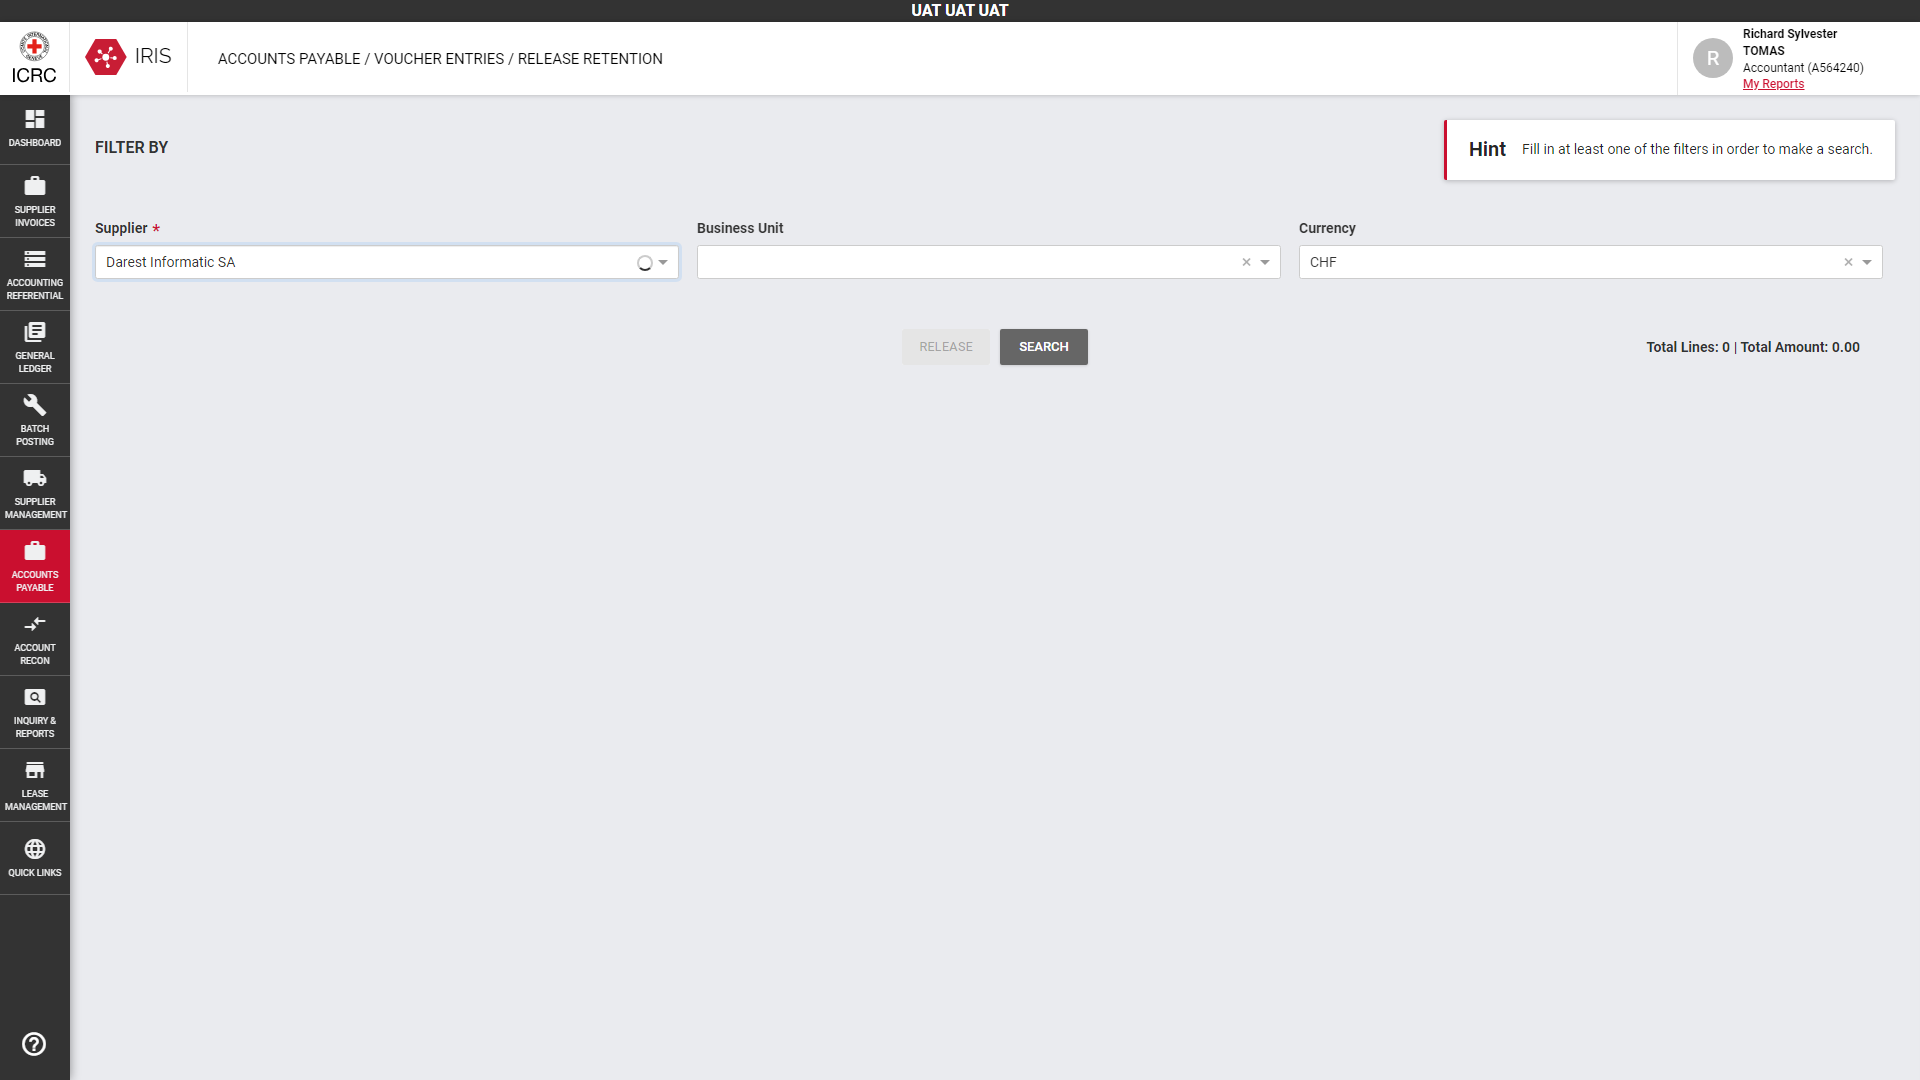 UAT UAT UAT
ICRC
IRIS
ACCOUNTS PAYABLE / VOUCHER ENTRIES / RELEASE RETENTION
R
Richard Sylvester
TOMAS
Accountant (A564240)
My Reports
DASHBOARD
SUPPLIER
INVOICES
ACCOUNTING
REFERENTIAL
GENERAL
LEDGER
BATCH
POSTING
SUPPLIER
MANAGEMENT
ACCOUNTS
PAYABLE
ACCOUNT
RECON
INQUIRY &
REPORTS
LEASE
MANAGEMENT
QUICK LINKS
FILTER BY
Hint Fill in at least one of the filters in order to make a search.
Supplier *
Business Unit
Currency
Darest Informatic SA
CHF
RELEASE
SEARCH
Total Lines: 0 | Total Amount: 0.00